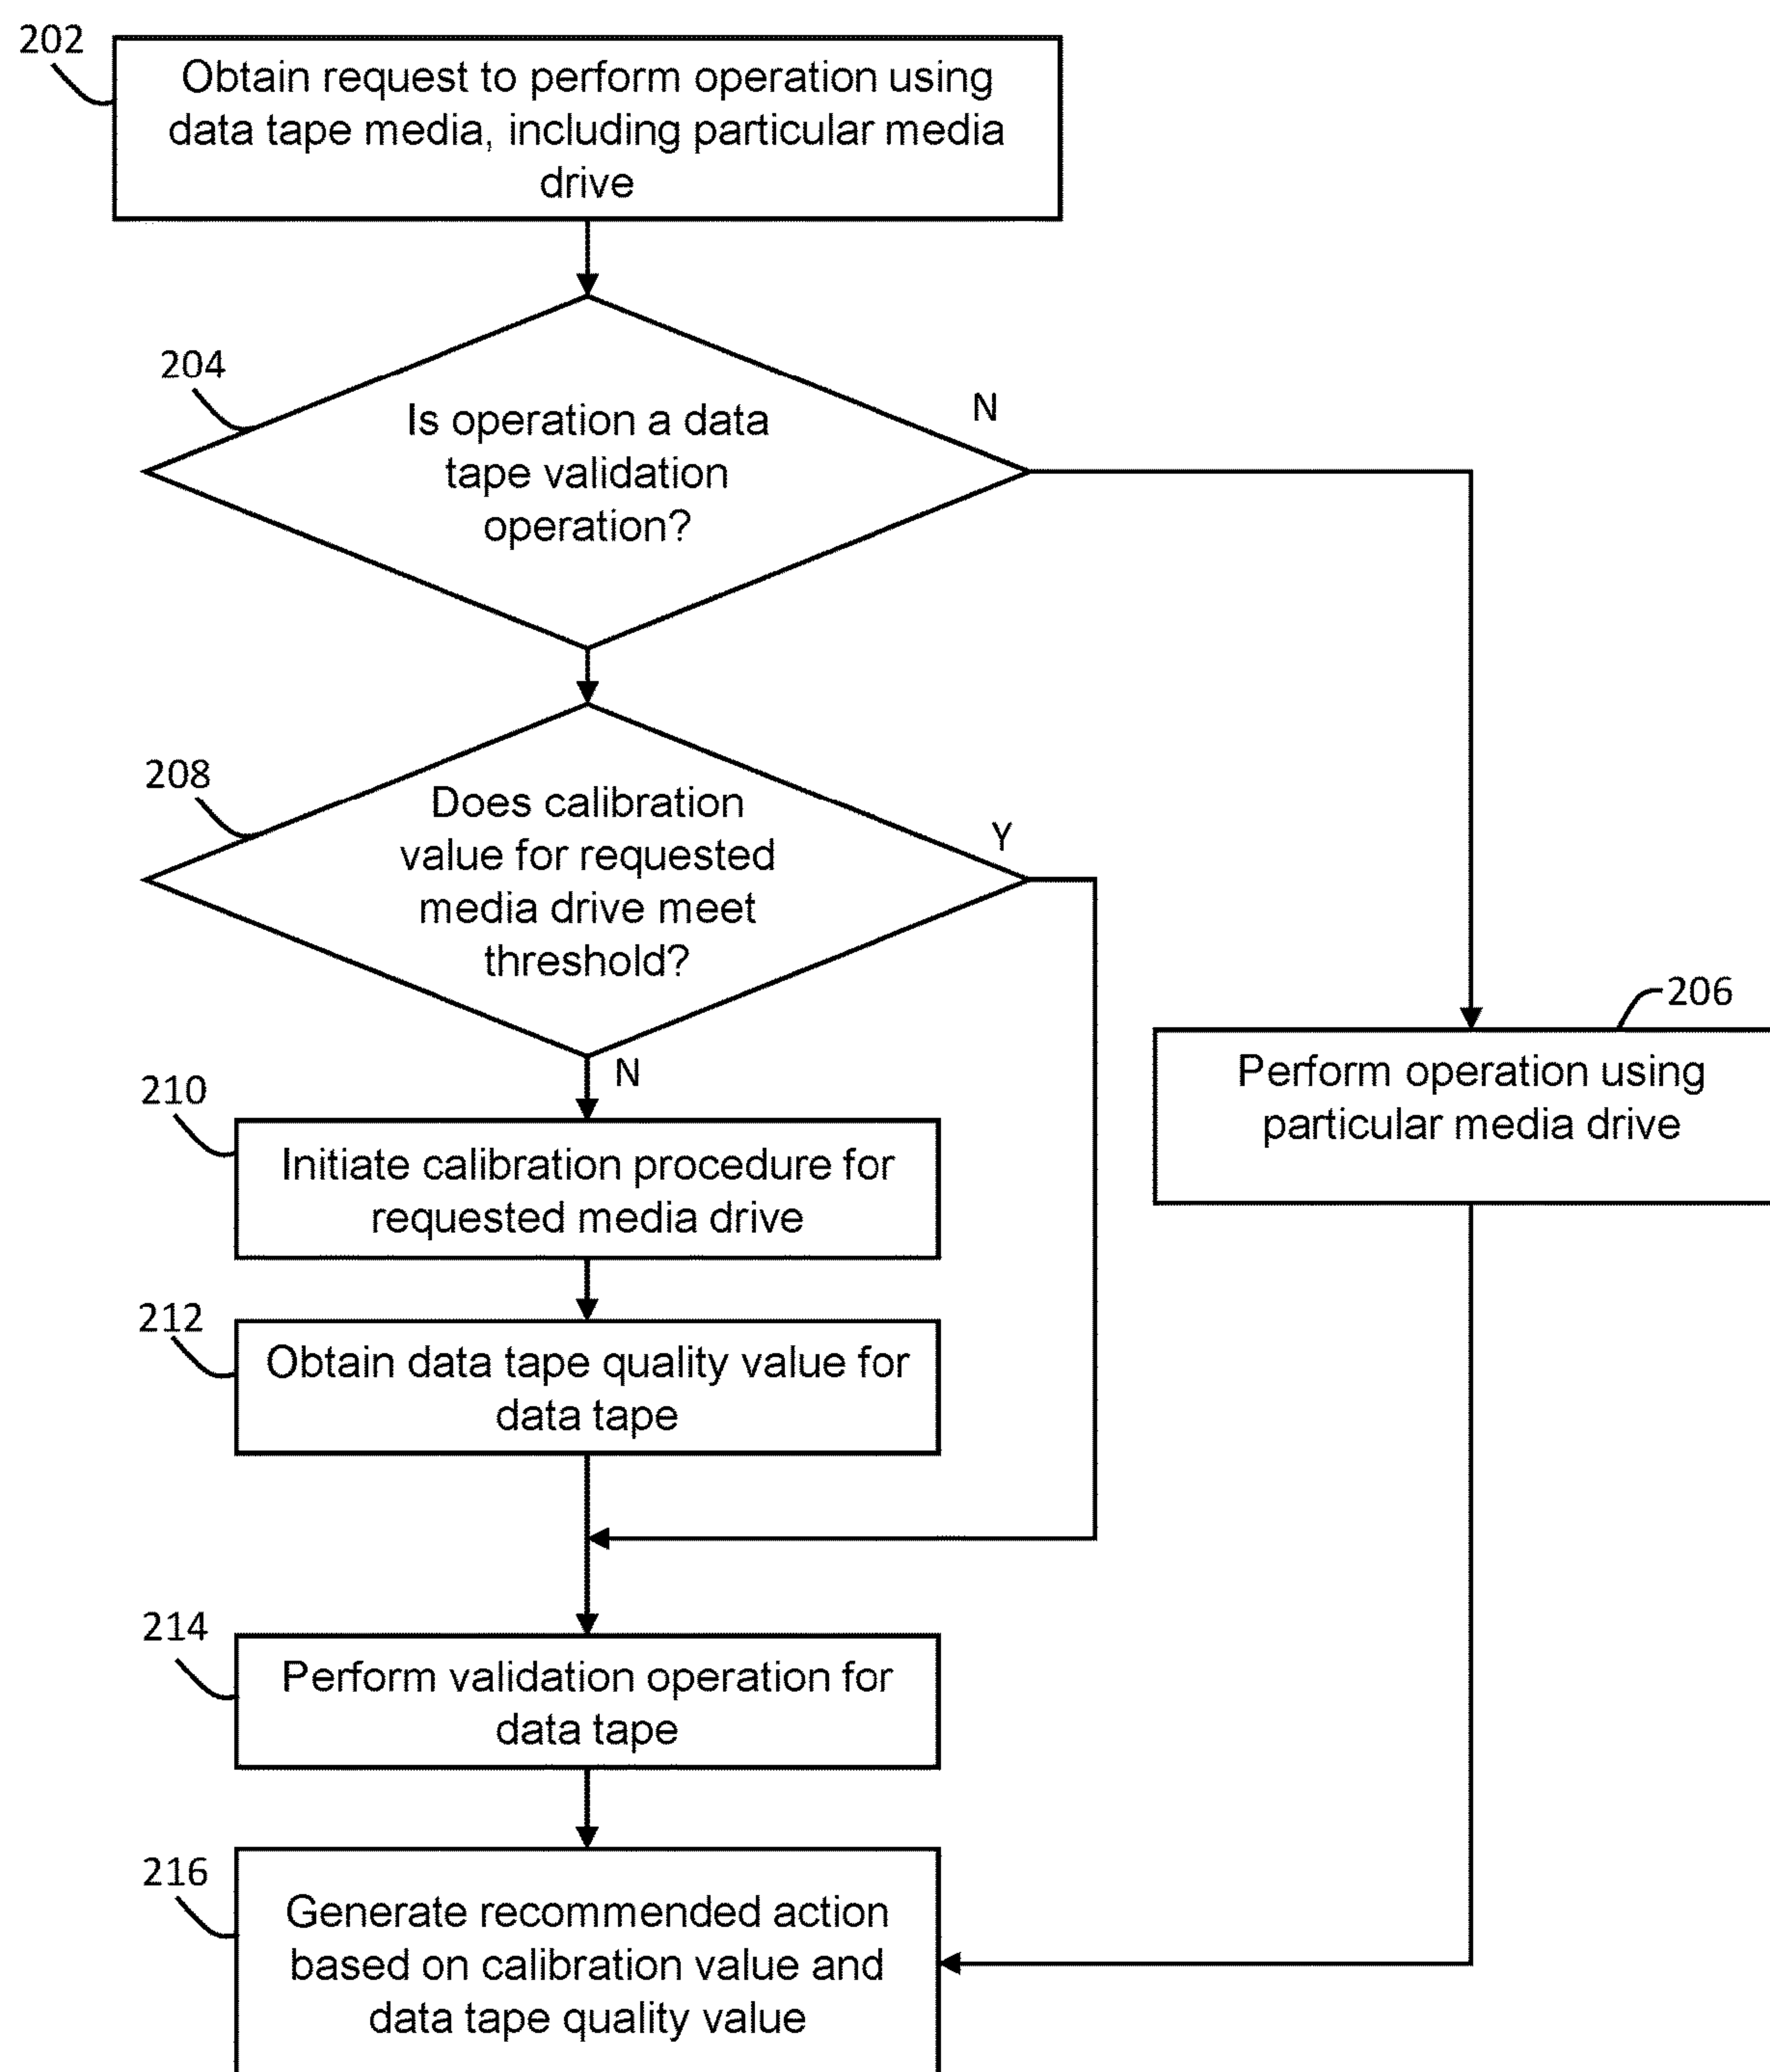 202
Obtain request to perform operation using
data tape media, including particular media
drive
204
Is operation a data
tape validation
operation?
N
208
Does calibration
value for requested
media drive meet
threshold?
Y
N
206
Perform operation using
particular media drive
210
Initiate calibration procedure for
requested media drive
212
Obtain data tape quality value for
data tape
214
Perform validation operation for
data tape
216
Generate recommended action
based on calibration value and
data tape quality value